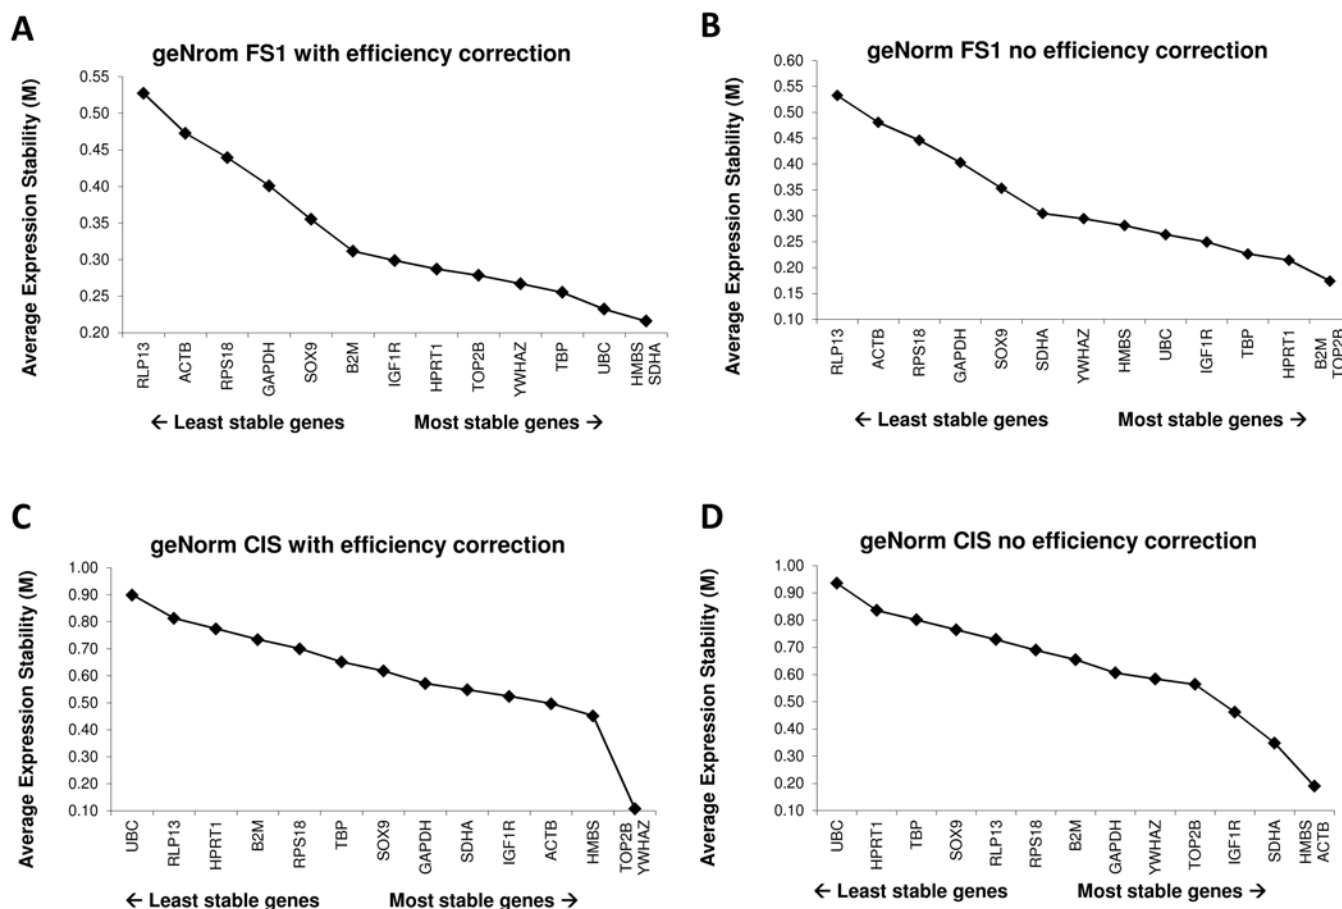 A
geNrom FS1 with efficiency correction
Average Expression Stability (M)
0.55
0.50
0.45
0.40
0.35
0.30
0.25
0.20
RLP13
ACTB
RPS18
GAPDH
SOX9
B2M
IGF1R
HPRT1
TOP2B
YWHAZ
TBP
UBC
HMBS
SDHA
← Least stable genes Most stable genes →
B
geNorm FS1 no efficiency correction
Average Expression Stability (M)
0.60
0.55
0.50
0.45
0.40
0.35
0.30
0.25
0.20
0.15
0.10
RLP13
ACTB
RPS18
GAPDH
SOX9
SDHA
YWHAZ
HMBS
UBC
IGF1R
TBP
HPRT1
B2M
TOP2B
← Least stable genes Most stable genes →
C
geNorm CIS with efficiency correction
Average Expression Stability (M)
1.00
0.90
0.80
0.70
0.60
0.50
0.40
0.30
0.20
0.10
UBC
RLP13
HPRT1
B2M
RPS18
TBP
SOX9
GAPDH
SDHA
IGF1R
ACTB
HMBS
TOP2B
YWHAZ
← Least stable genes Most stable genes →
D
geNorm CIS no efficiency correction
Average Expression Stability (M)
1.00
0.90
0.80
0.70
0.60
0.50
0.40
0.30
0.20
0.10
UBC
HPRT1
TBP
SOX9
RLP13
RPS18
B2M
GAPDH
YWHAZ
TOP2B
IGF1R
SDHA
HMBS
ACTB
← Least stable genes Most stable genes →